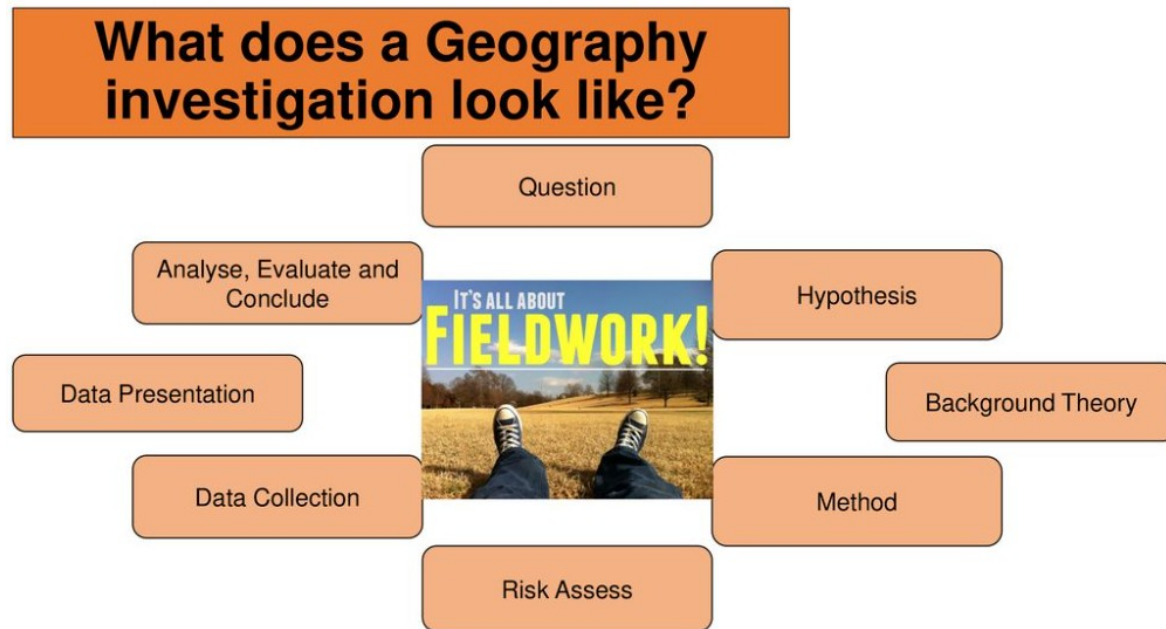 What does a Geography
investigation look like?
Question
Analyse, Evaluate and
Conclude
Hypothesis
IT'S ALL ABOUT
FIELDWORK!
Data Presentation
Background Theory
Data Collection
Method
Risk Assess